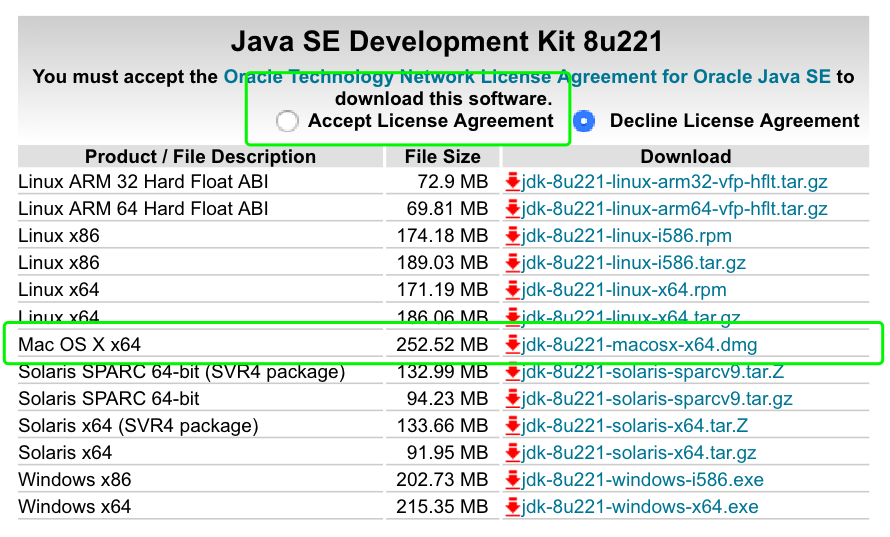 Java SE Development Kit 8u221
You must accept the Oracle Technology Network License Agreement for Oracle Java SE to
download this software.
Accept License Agreement Decline License Agreement
Product / File Description File Size Download
Linux ARM 32 Hard Float ABI 72.9 MB jdk-8u221-linux-arm32-vfp-hflt.tar.gz
Linux ARM 64 Hard Float ABI 69.81 MB jdk-8u221-linux-arm64-vfp-hflt.tar.gz
Linux x86 174.18 MB jdk-8u221-linux-i586.rpm
Linux x86 189.03 MB jdk-8u221-linux-i586.tar.gz
Linux x64 171.19 MB jdk-8u221-linux-x64.rpm
Linux x64 186.06 MB jdk-8u221-linux-x64.tar.gz
Mac OS X x64 252.52 MB jdk-8u221-macosx-x64.dmg
Solaris SPARC 64-bit (SVR4 package) 132.99 MB jdk-8u221-solaris-sparcv9.tar.Z
Solaris SPARC 64-bit 94.23 MB jdk-8u221-solaris-sparcv9.tar.gz
Solaris x64 (SVR4 package) 133.66 MB jdk-8u221-solaris-x64.tar.Z
Solaris x64 91.95 MB jdk-8u221-solaris-x64.tar.gz
Windows x86 202.73 MB jdk-8u221-windows-i586.exe
Windows x64 215.35 MB jdk-8u221-windows-x64.exe